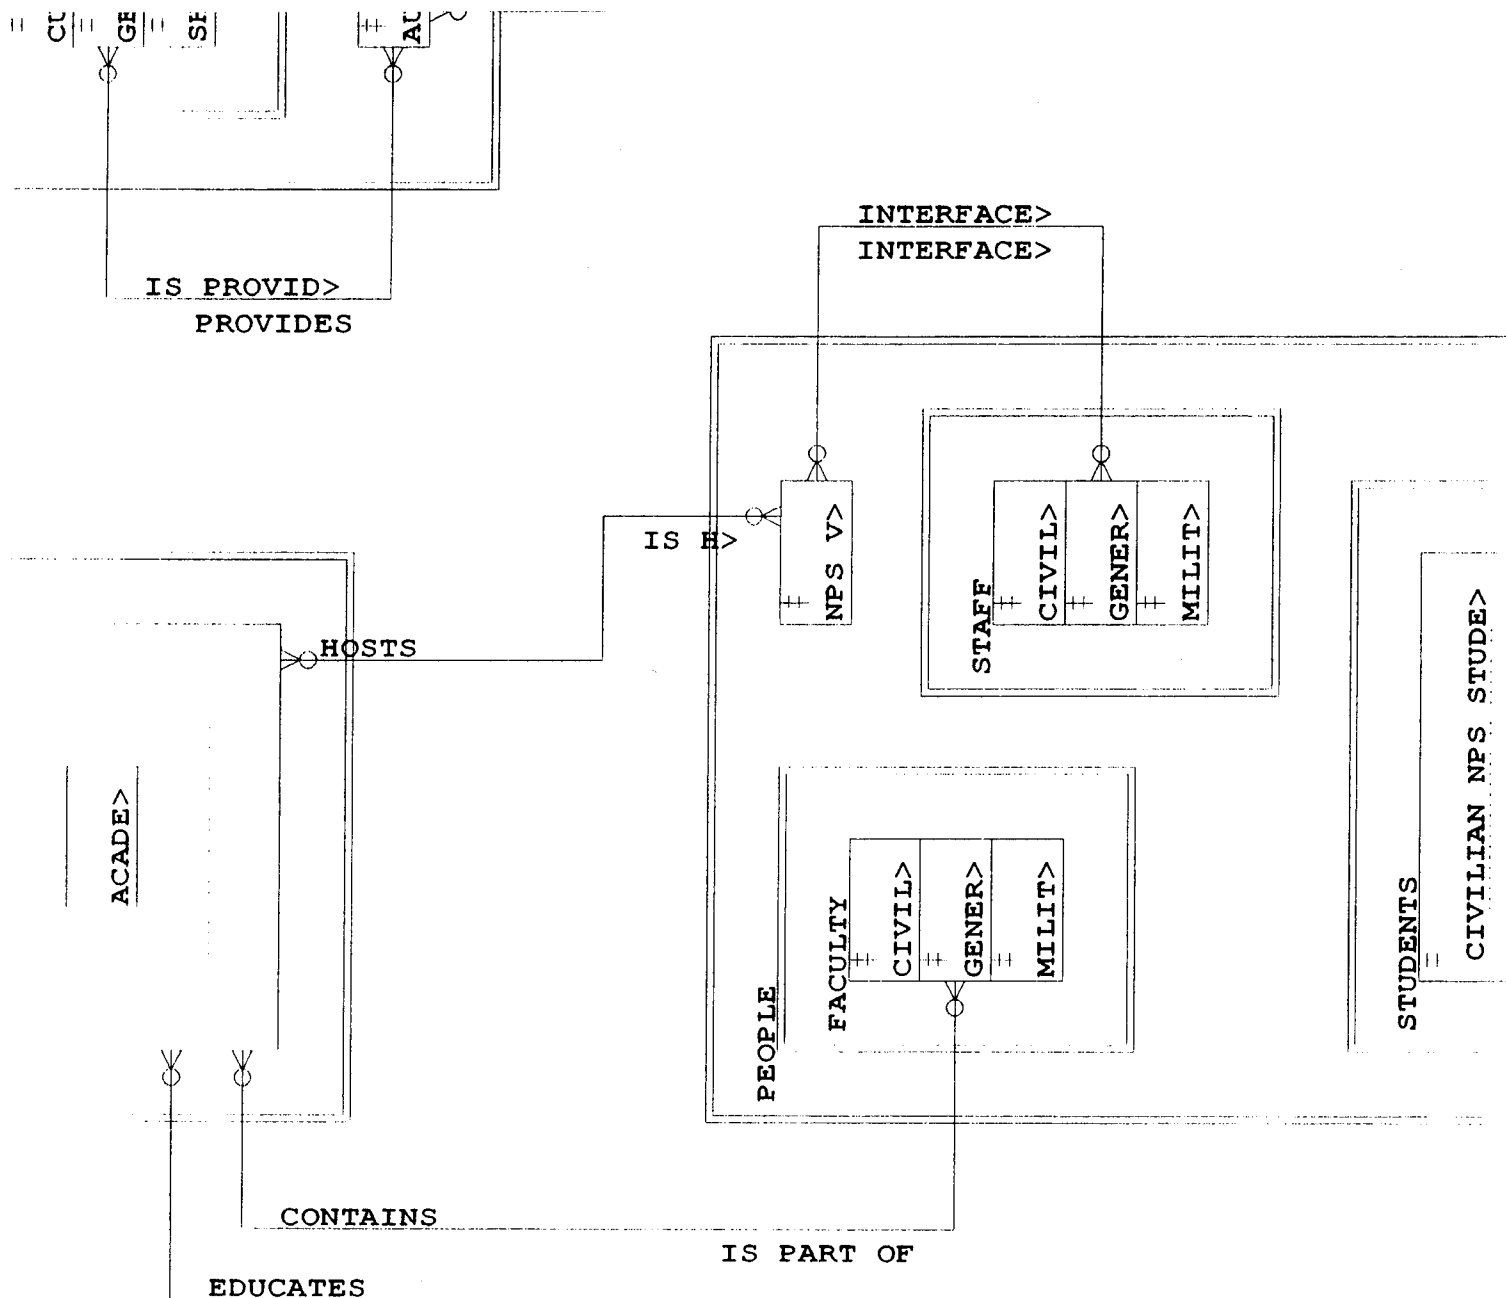 IS PROVID>
PROVIDES
INTERFACE>
INTERFACE>
IS H>
HOSTS
NPS V>
STAFF
CIVIL>
GENER>
MILIT>
CIVILIAN NPS STUDE>
STUDENTS
ACADE>
PEOPLE
FACULTY
CIVIL>
GENER>
MILIT>
CONTAINS
IS PART OF
EDUCATES